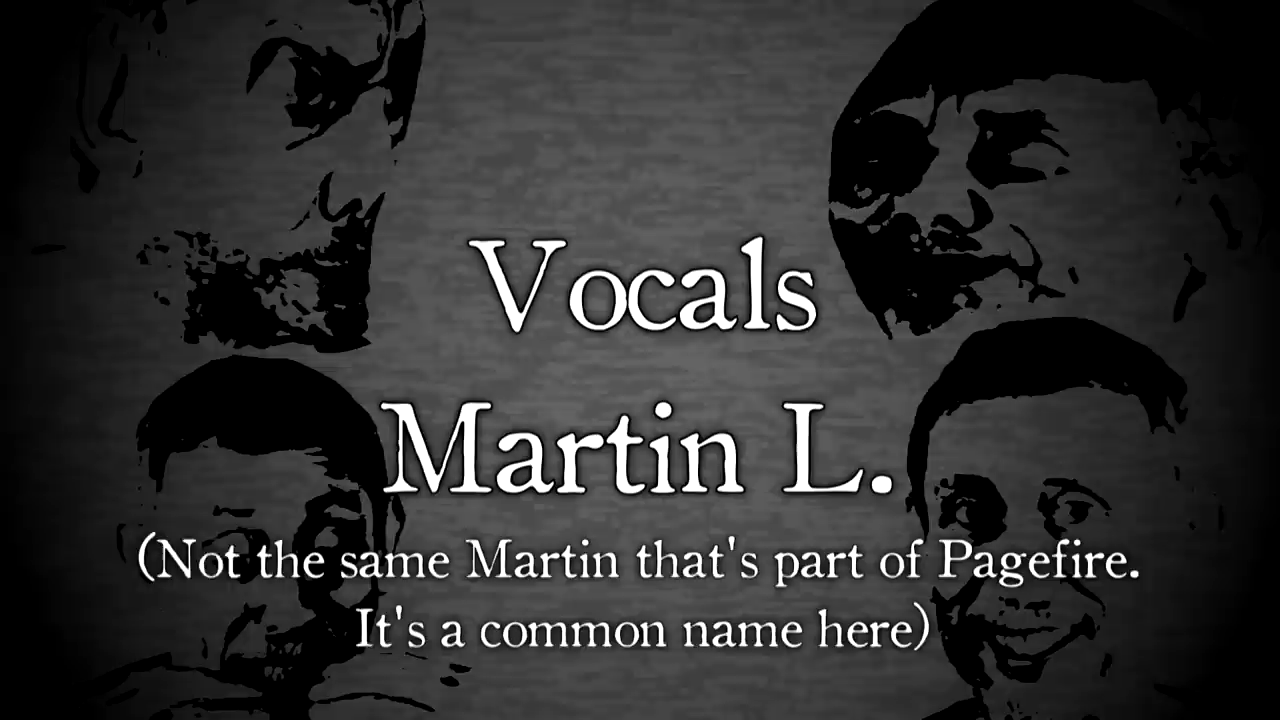 Vocals
Martin L.
(Not the same Martin that's part of Pagefire.
It's a common name here)